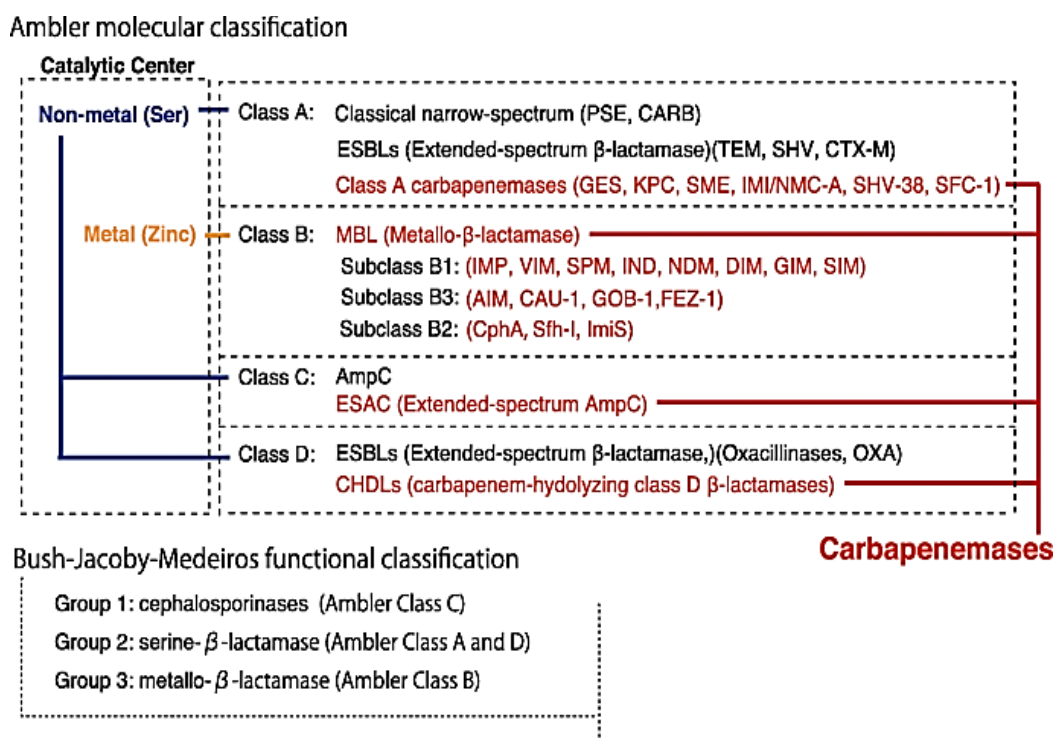 Ambler molecular classification
Catalytic Center
Non-metal (Ser)
Class A: Classical narrow-spectrum (PSE, CARB)
ESBLs (Extended-spectrum β-lactamase)(TEM, SHV, CTX-M)
Class A carbapenemases (GES, KPC, SME, IMI/NMC-A, SHV-38, SFC-1)
Metal (Zinc)
Class B: MBL (Metallo-β-lactamase)
Subclass B1: (IMP, VIM, SPM, IND, NDM, DIM, GIM, SIM)
Subclass B3: (AIM, CAU-1, GOB-1,FEZ-1)
Subclass B2: (CphA, Sfh-I, ImiS)
Class C: AmpC
ESAC (Extended-spectrum AmpC)
Class D: ESBLs (Extended-spectrum β-lactamase,)(Oxacillinases, OXA)
CHDLs (carbapenem-hydolyzing class D β-lactamases)
Carbapenemases
Bush-Jacoby-Medeiros functional classification
Group 1: cephalosporinases (Ambler Class C)
Group 2: serine-β-lactamase (Ambler Class A and D)
Group 3: metallo-β-lactamase (Ambler Class B)